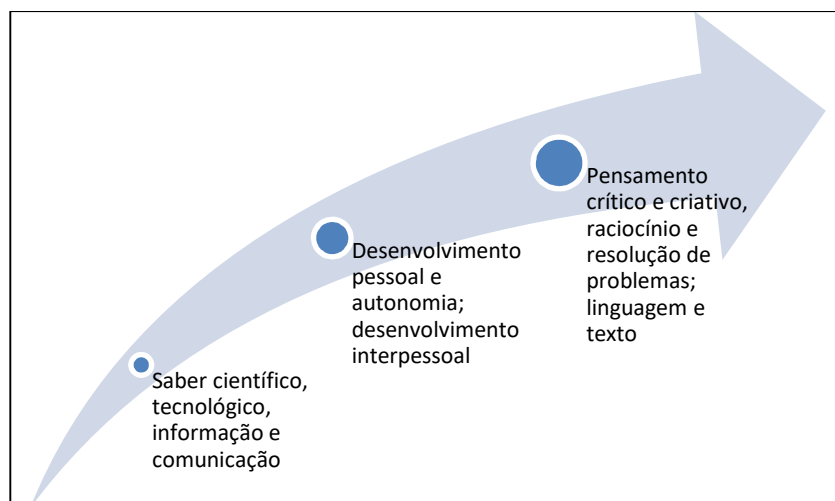 Saber científico,
tecnológico,
informação e
comunicação
Desenvolvimento
pessoal e
autonomia;
desenvolvimento
interpessoal
Pensamento
crítico e criativo,
raciocínio e
resolução de
problemas;
linguagem e
texto